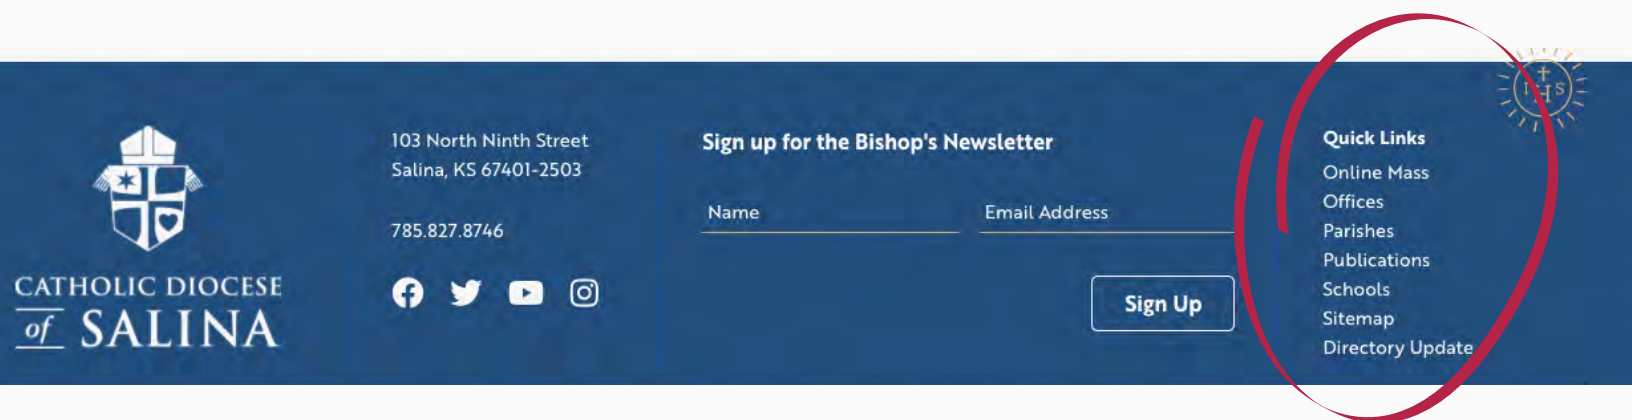 CATHOLIC DIOCESE
of SALINA
103 North Ninth Street
Salina, KS 67401-2503
785.827.8746
Sign up for the Bishop's Newsletter
Name
Email Address
Sign Up
IHS
Quick Links
Online Mass
Offices
Parishes
Publications
Schools
Sitemap
Directory Update